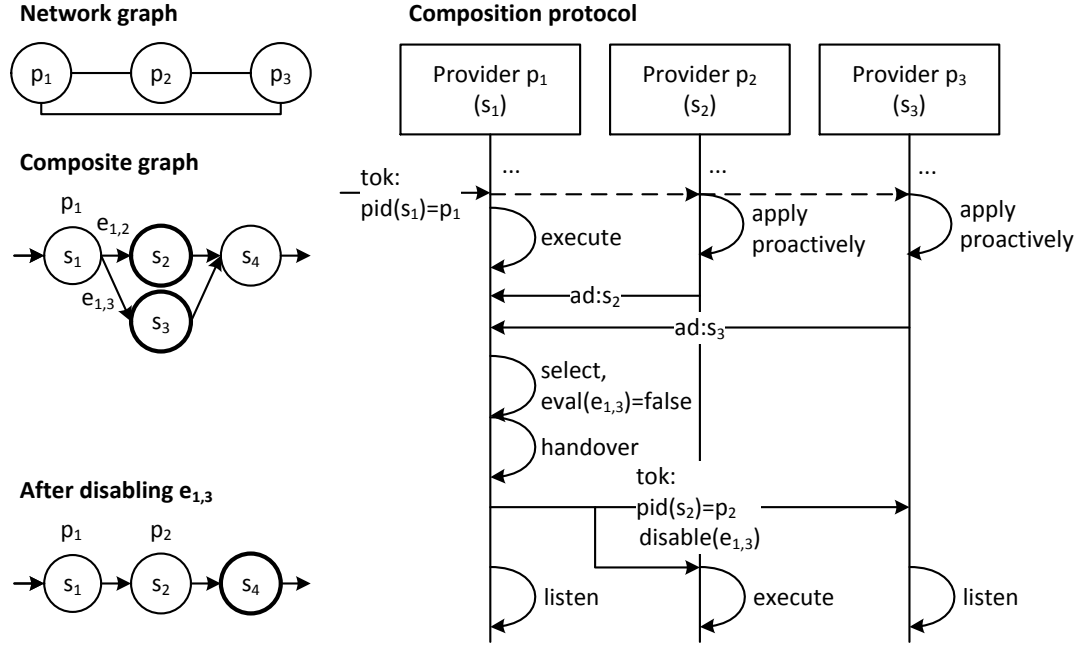 Network graph
p₁
p₂
p₃
Composite graph
p₁
e₁,₂
s₁
s₂
s₄
e₁,₃
s₃
After disabling e₁,₃
p₁
p₂
s₁
s₂
s₄
Composition protocol
Provider p₁
(s₁)
Provider p₂
(s₂)
Provider p₃
(s₃)
...
...
...
tok:
pid(s₁)=p₁
execute
apply
proactively
apply
proactively
ad:s₂
ad:s₃
select,
eval(e₁,₃)=false
handover
tok:
pid(s₂)=p₂
disable(e₁,₃)
listen
execute
listen